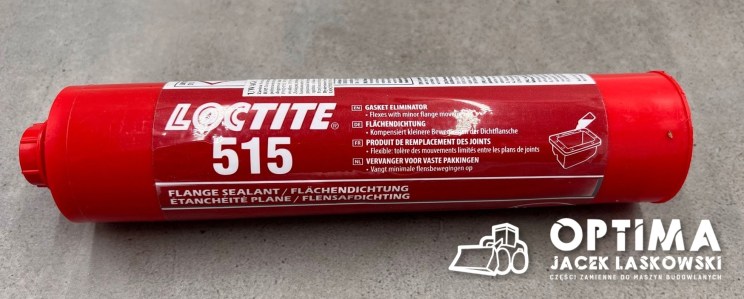 LOCTITE®
515
EN GASKET ELIMINATOR
• Flexes with minor flange
DE FLÄCHENDICHTUNG
• Kompensiert kleinere der Dichtflansche
FR PRODUIT DE REMPLACEMENT DES JOINTS
• Flexible: tolère des mouvements limités entre les plans de joints
NL VERVANGER VOOR VASTE PAKKINGEN
• Vangt minimale flensbewegingen op
FLANGE SEALANT / FLÄCHENDICHTUNG
ÉTANCHÉITÉ PLANE / FLENSAFDICHTING
OPTIMA
JACEK LASKOWSKI
CZĘŚCI ZAMIENNE DO MASZYN BUDOWLANYCH